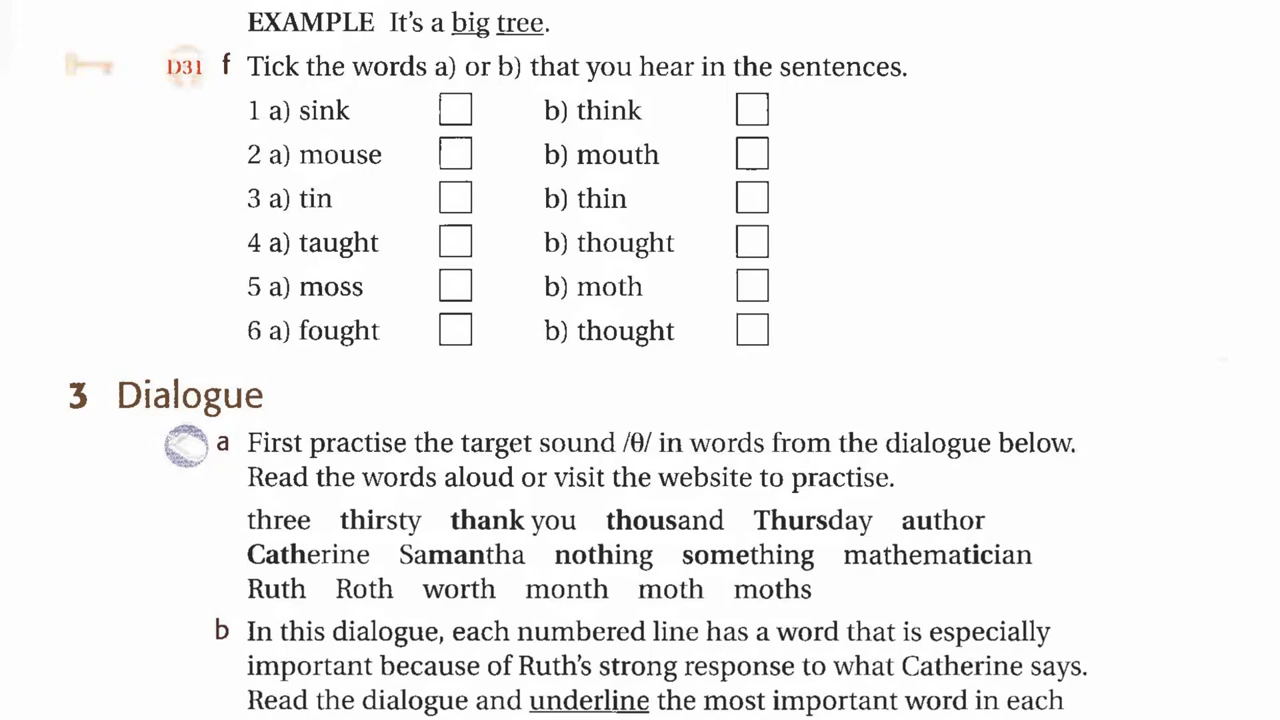 EXAMPLE It's a big tree.
D31 f Tick the words a) or b) that you hear in the sentences.
1 a) sink b) think
2 a) mouse b) mouth
3 a) tin b) thin
4 a) taught b) thought
5 a) moss b) moth
6 a) fought b) thought
3 Dialogue
a First practise the target sound /θ/ in words from the dialogue below.
Read the words aloud or visit the website to practise.
three thirsty thank you thousand Thursday author
Catherine Samantha nothing something mathematician
Ruth Roth worth month moth moths
b In this dialogue, each numbered line has a word that is especially
important because of Ruth's strong response to what Catherine says.
Read the dialogue and underline the most important word in each